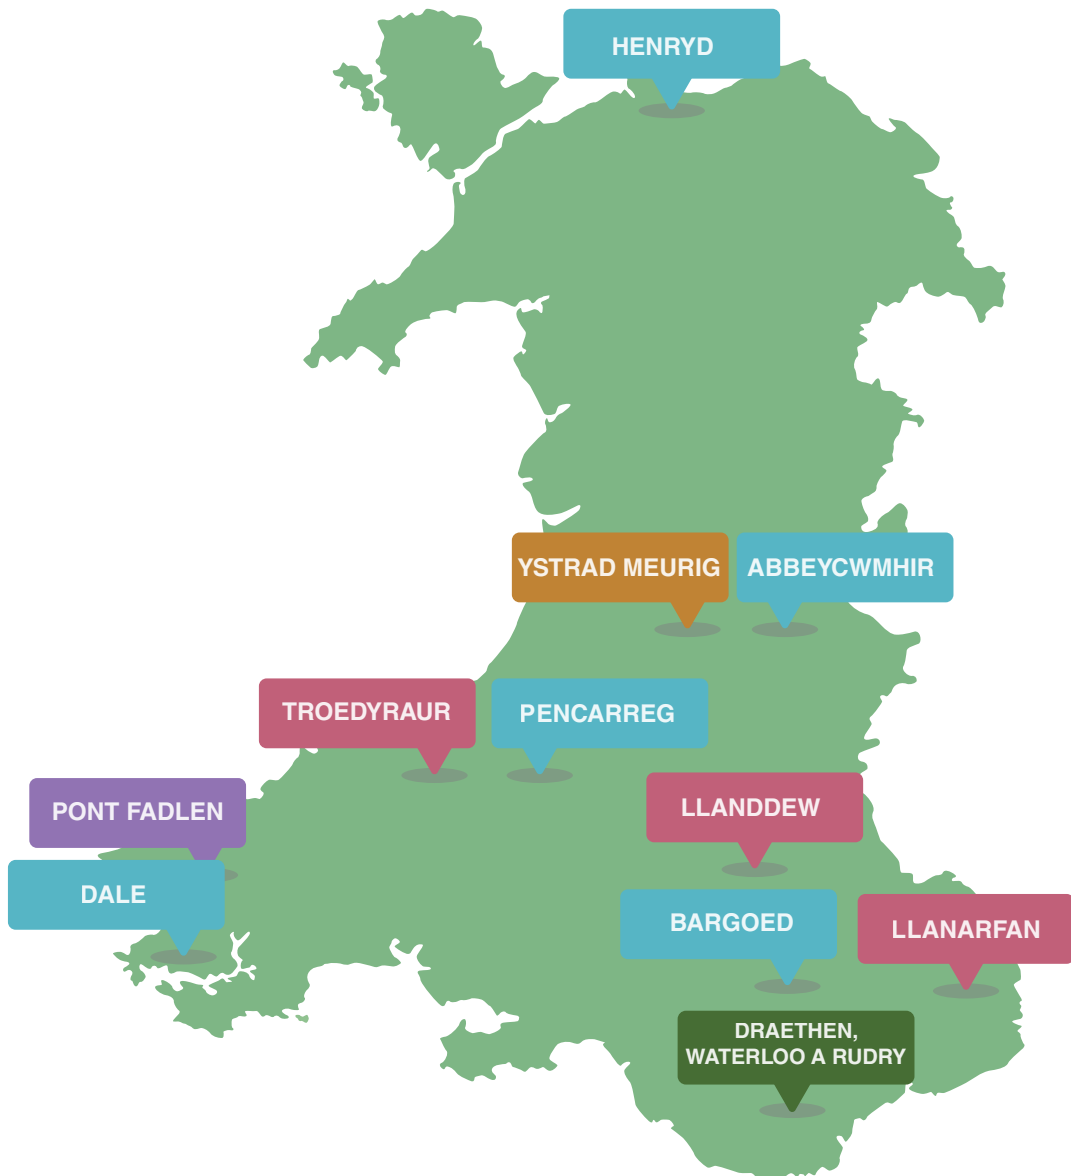 HENRYD
YSTRAD MEURIG
ABBEYCWMHIR
TROEDYRAUR
PENCARREG
PONT FADLEN
LLANDDEW
DALE
BARGOED
LLANARFAN
DRAETHEN,
WATERLOO A RUDRY